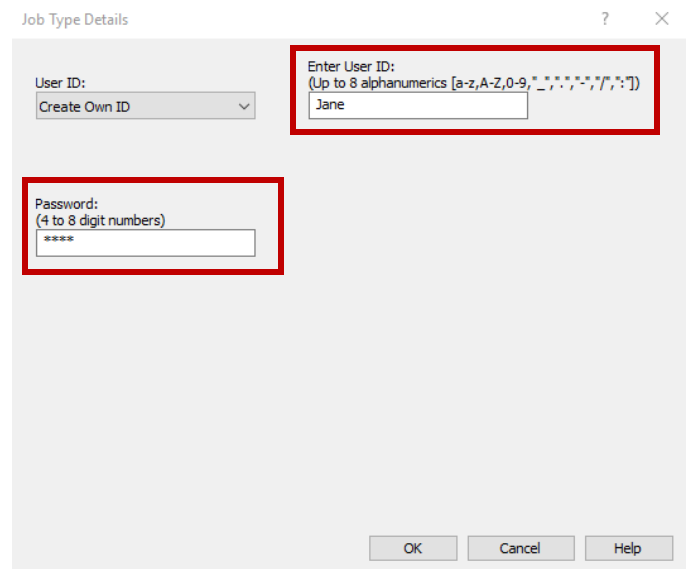 Job Type Details
?
Enter User ID:
(Up to 8 alphanumerics [a-z,A-Z,0-9,"_",".","-","/",":"])
User ID:
Create Own ID
Jane
Password:
(4 to 8 digit numbers)
****
OK Cancel Help